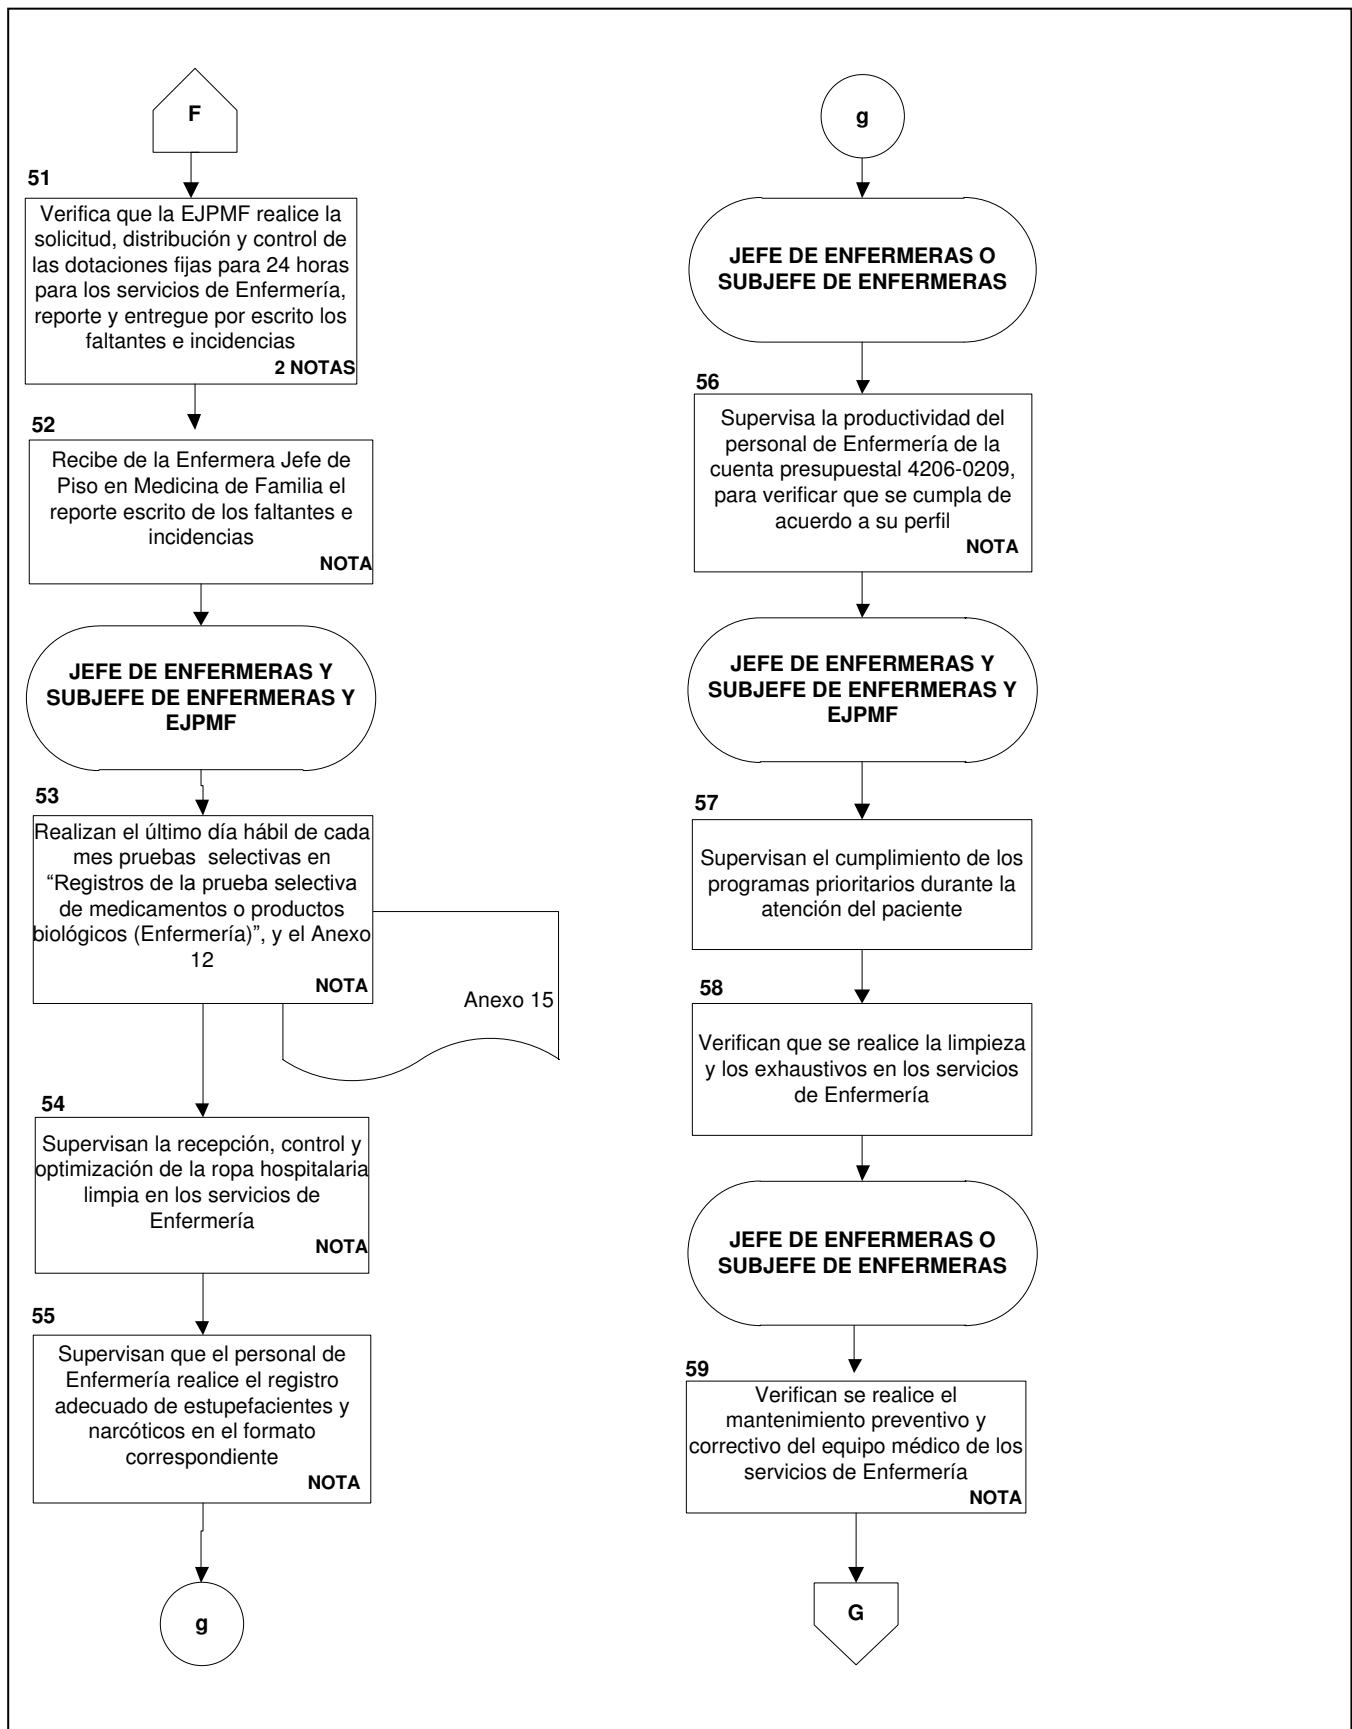 F
51
Verifica que la EJPMF realice la
solicitud, distribución y control de
las dotaciones fijas para 24 horas
para los servicios de Enfermería,
reporte y entregue por escrito los
faltantes e incidencias
2 NOTAS
52
Recibe de la Enfermera Jefe de
Piso en Medicina de Familia el
reporte escrito de los faltantes e
incidencias
NOTA
JEFE DE ENFERMERAS Y
SUBJEFE DE ENFERMERAS Y
EJPMF
53
Realizan el último día hábil de cada
mes pruebas  selectivas en
“Registros de la prueba selectiva
de medicamentos o productos
biológicos (Enfermería)”, y el Anexo
12
NOTA
Anexo 15
54
Supervisan la recepción, control y
optimización de la ropa hospitalaria
limpia en los servicios de
Enfermería
NOTA
55
Supervisan que el personal de
Enfermería realice el registro
adecuado de estupefacientes y
narcóticos en el formato
correspondiente
NOTA
g
g
JEFE DE ENFERMERAS O
SUBJEFE DE ENFERMERAS
56
Supervisa la productividad del
personal de Enfermería de la
cuenta presupuestal 4206-0209,
para verificar que se cumpla de
acuerdo a su perfil
NOTA
JEFE DE ENFERMERAS Y
SUBJEFE DE ENFERMERAS Y
EJPMF
57
Supervisan el cumplimiento de los
programas prioritarios durante la
atención del paciente
58
Verifican que se realice la limpieza
y los exhaustivos en los servicios
de Enfermería
JEFE DE ENFERMERAS O
SUBJEFE DE ENFERMERAS
59
Verifican se realice el
mantenimiento preventivo y
correctivo del equipo médico de los
servicios de Enfermería
NOTA
G